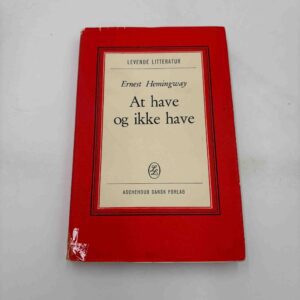 LEVENDE LITTERATUR
Ernest Hemingway
At have
og ikke have
ASCHEHOUG DANSK FORLAG